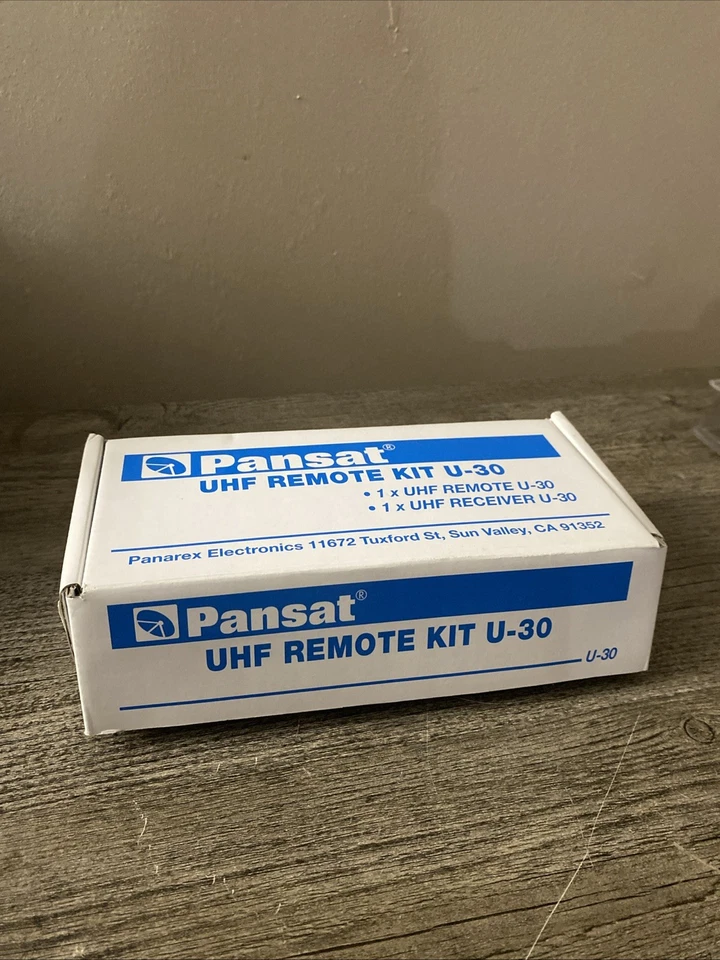 Pansat®
UHF REMOTE KIT U-30
• 1 x UHF REMOTE U-30
• 1 x UHF RECEIVER U-30
Panarex Electronics 11672 Tuxford St, Sun Valley, CA 91352
Pansat®
UHF REMOTE KIT U-30
U-30